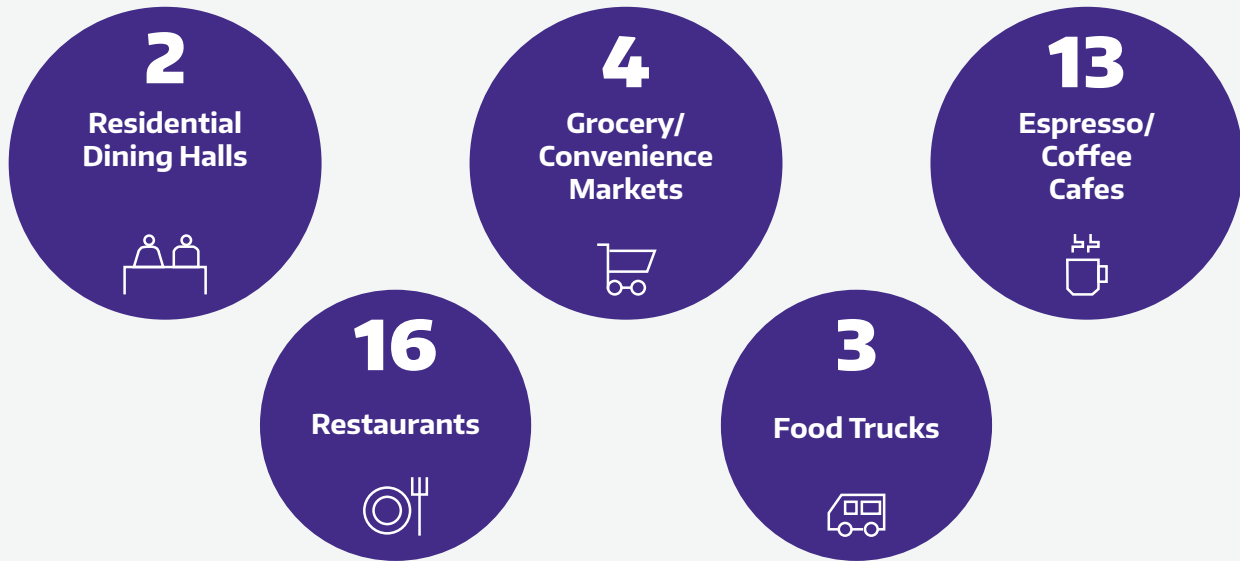 2
Residential
Dining Halls
4
Grocery/
Convenience
Markets
13
Espresso/
Coffee
Cafes
16
Restaurants
3
Food Trucks